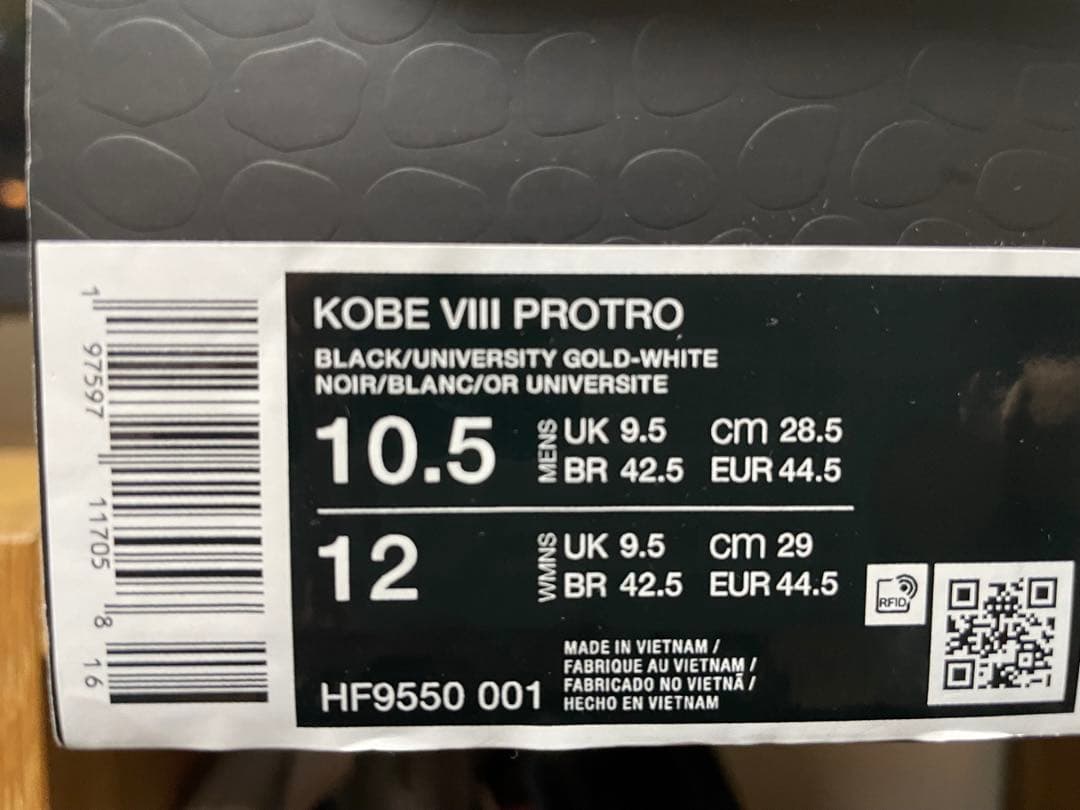 KOBE VIII PROTRO
BLACK/UNIVERSITY GOLD-WHITE
NOIR/BLANC/OR UNIVERSITE
10.5 MENS UK 9.5 cm 28.5
BR 42.5 EUR 44.5
12 WMNS UK 9.5 cm 29
BR 42.5 EUR 44.5
RFID
MADE IN VIETNAM /
FABRIQUE AU VIETNAM /
FABRICADO NO VIETNÃ /
HECHO EN VIETNAM
HF9550 001
1 97597 11705 8 16